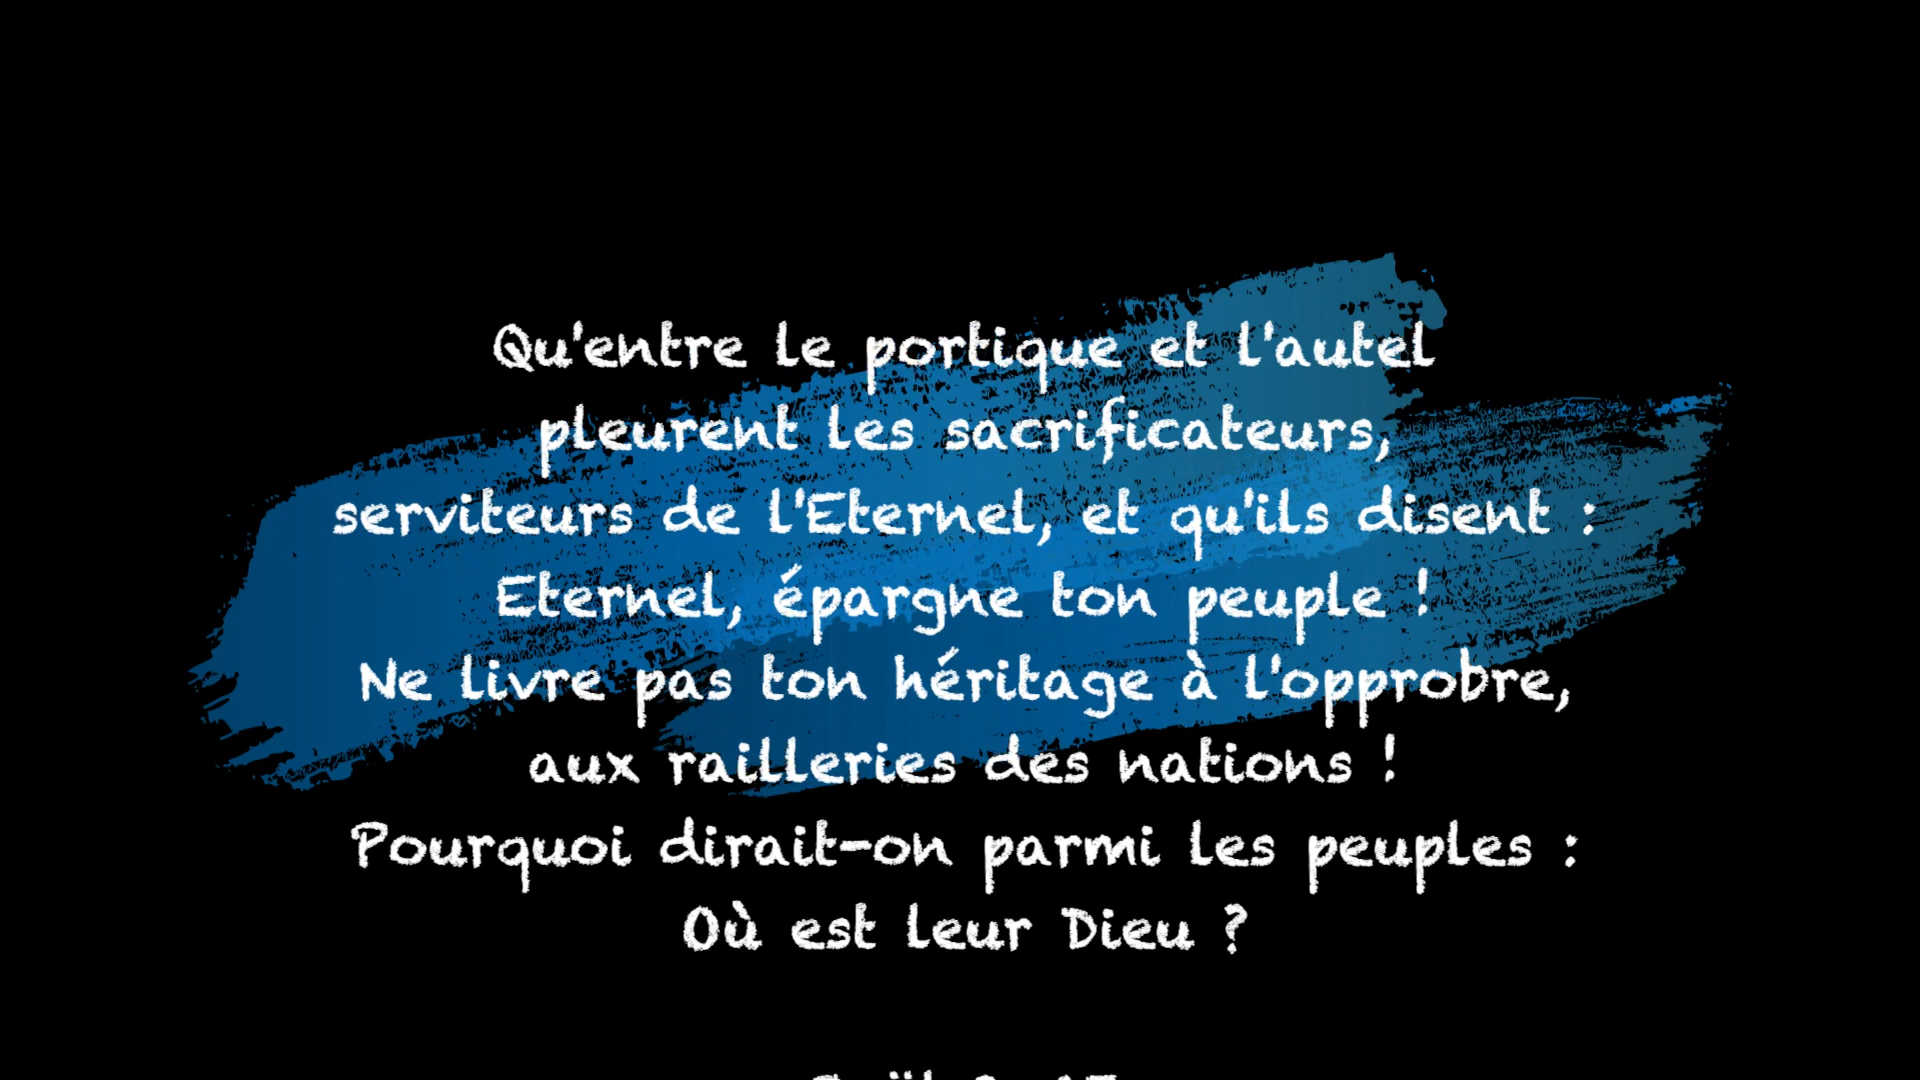 Qu'entre le portique et l'autel
pleurent les sacrificateurs,
serviteurs de l'Eternel, et qu'ils disent :
Eternel, épargne ton peuple !
Ne livre pas ton héritage à l'opprobre,
aux railleries des nations !
Pourquoi dirait-on parmi les peuples :
Où est leur Dieu ?